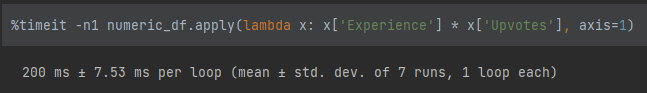 %timeit -n1 numeric_df.apply(lambda x: x['Experience'] * x['Upvotes'], axis=1)
200 ms ± 7.53 ms per loop (mean ± std. dev. of 7 runs, 1 loop each)